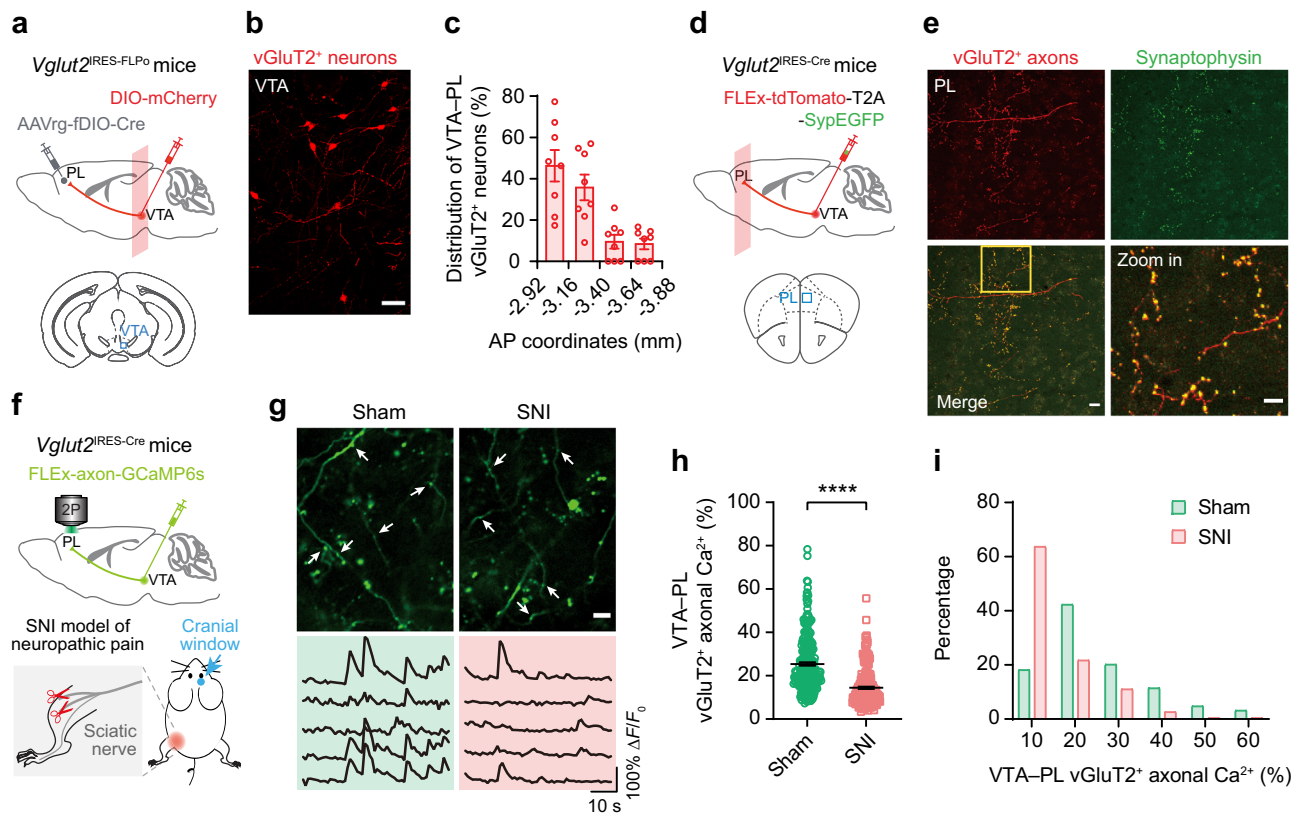 a
Vglut2IRES-FLPo mice
DIO-mCherry
AAVrg-fDIO-Cre
PL
VTA
VTA
b
vGluT2+ neurons
VTA
c
Distribution of VTA–PL
vGluT2+ neurons (%)
80
60
40
20
0
-2.92
-3.16
-3.40
-3.64
-3.88
AP coordinates (mm)
d
Vglut2IRES-Cre mice
FLEx-tdTomato-T2A
-SypEGFP
PL
VTA
PL
e
vGluT2+ axons
Synaptophysin
PL
Merge
Zoom in
f
Vglut2IRES-Cre mice
FLEx-axon-GCaMP6s
2P
PL
VTA
SNI model of
neuropathic pain
Cranial
window
Sciatic
nerve
g
Sham
SNI
100% ΔF/F0
10 s
h
VTA–PL
vGluT2+ axonal Ca2+ (%)
100
80
60
40
20
0
****
Sham
SNI
i
Percentage
80
60
40
20
0
Sham
SNI
10 20 30 40 50 60
VTA–PL vGluT2+ axonal Ca2+ (%)